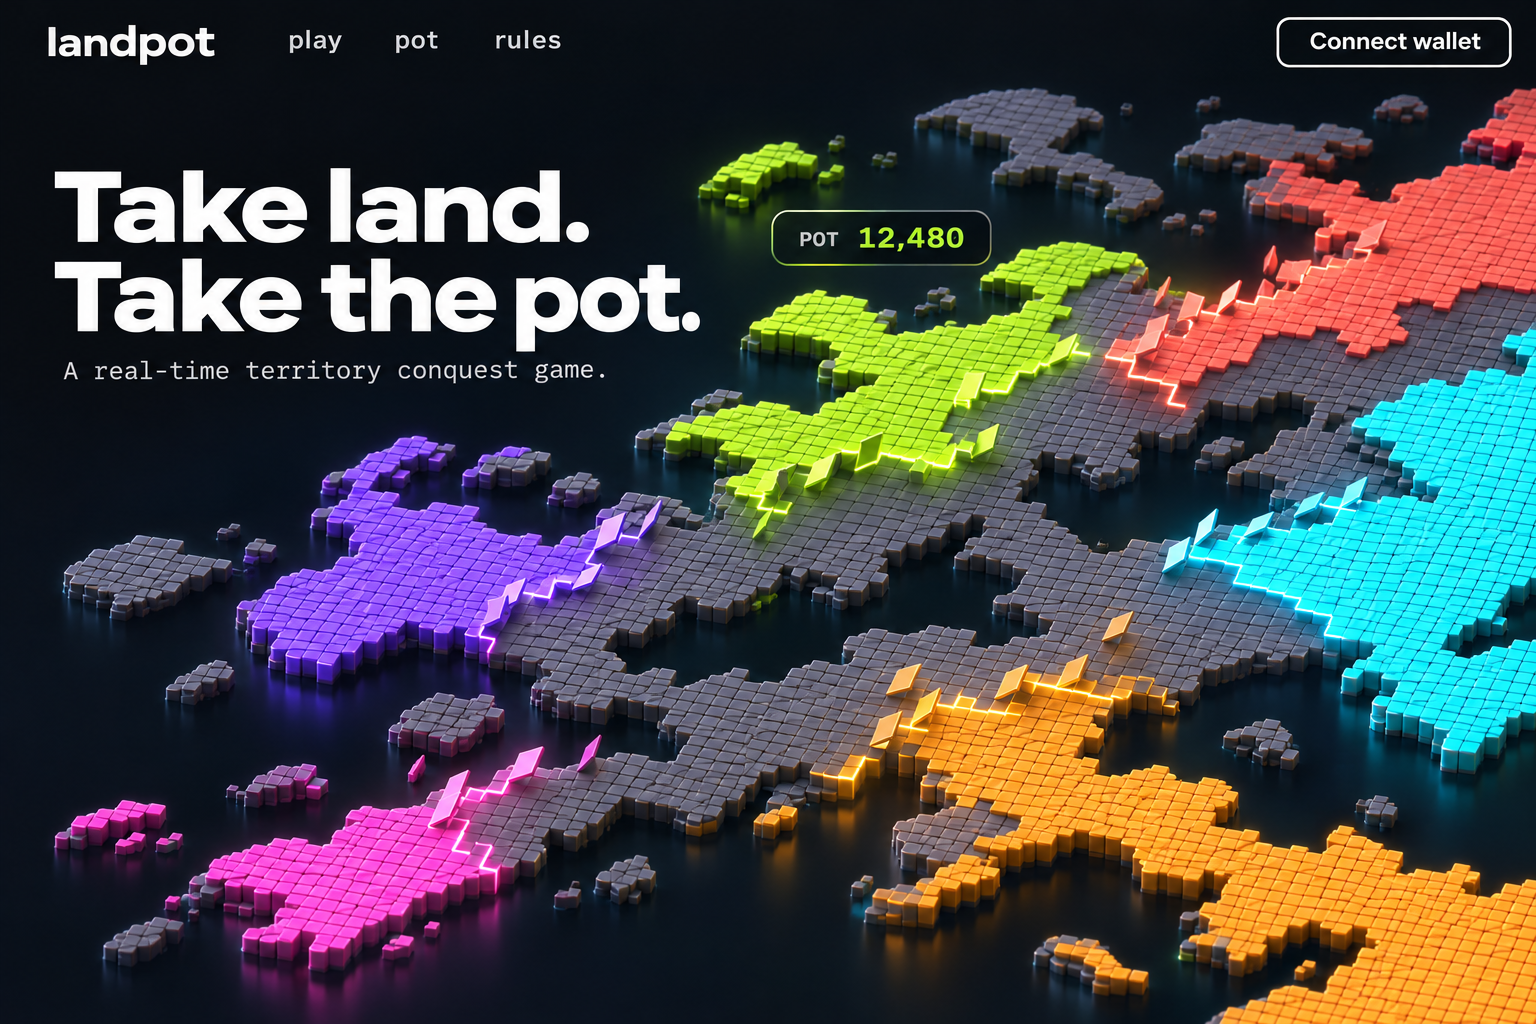 landpot
play
pot
rules
Connect wallet
Take land.
Take the pot.
A real-time territory conquest game.
POT 12,480